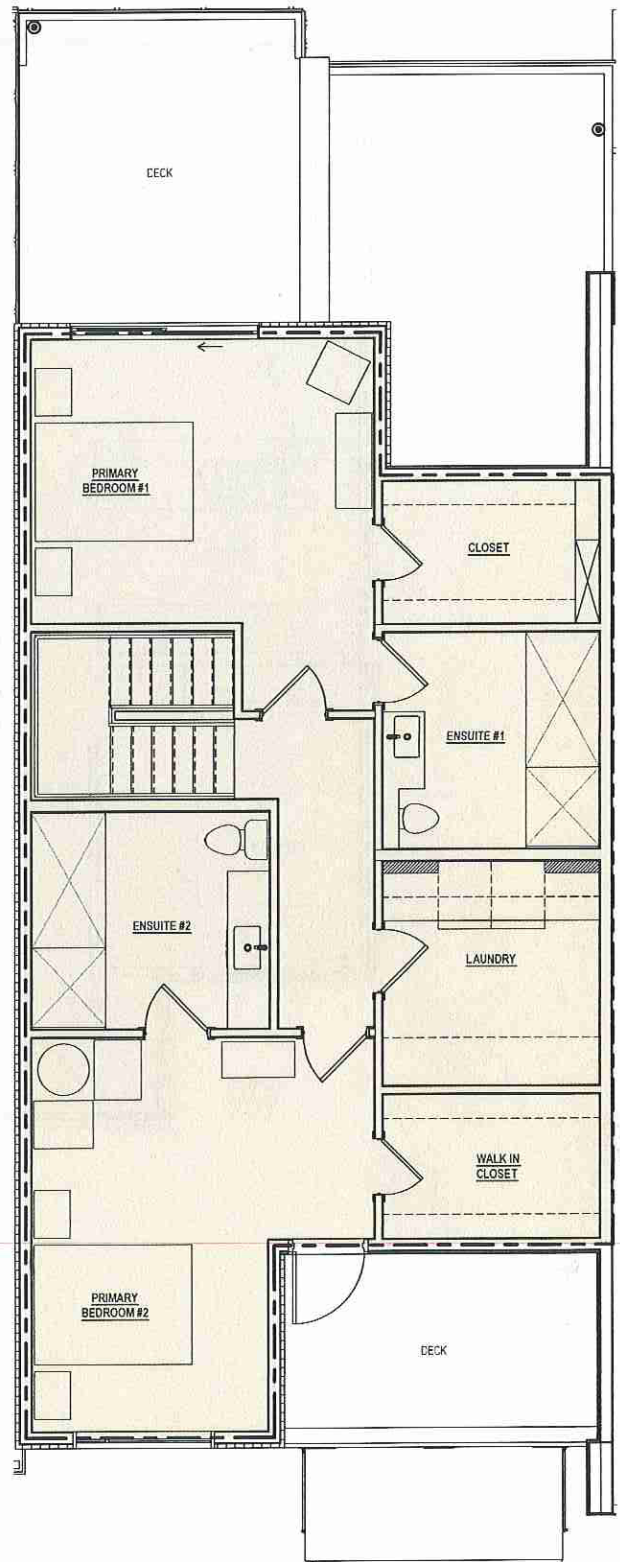 DECK
PRIMARY
BEDROOM #1
CLOSET
ENSUITE #1
ENSUITE #2
LAUNDRY
WALK IN
CLOSET
PRIMARY
BEDROOM #2
DECK